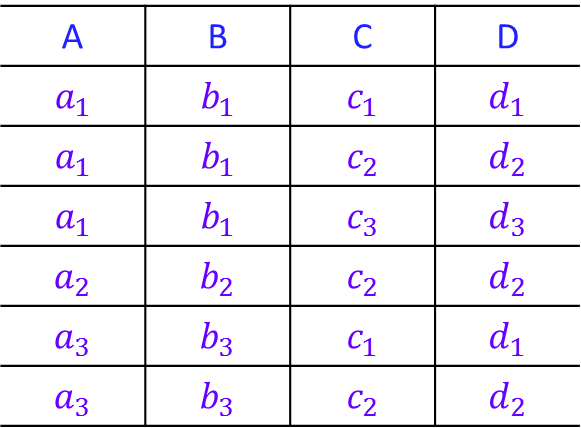 A B C D
a₁ b₁ c₁ d₁
a₁ b₁ c₂ d₂
a₁ b₁ c₃ d₃
a₂ b₂ c₂ d₂
a₃ b₃ c₁ d₁
a₃ b₃ c₂ d₂